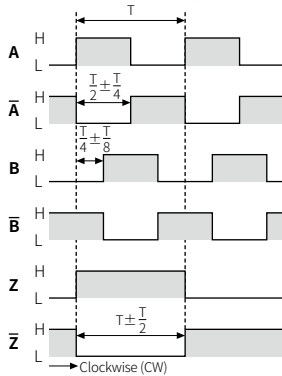 T
H
A
L
H
A̅
L
T/2 ± T/4
T/4 ± T/8
H
B
L
H
B̅
L
H
Z
L
H
Z̅
L
T ± T/2
Clockwise (CW)